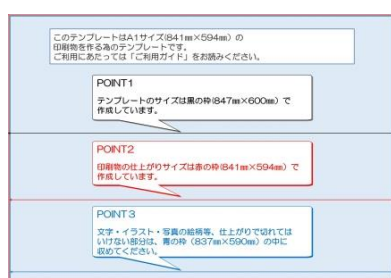 このテンプレートはA1サイズ(841㎜×594㎜)の
印刷物を作る為のテンプレートです。
ご利用にあたっては「ご利用ガイド」をお読みください。
POINT1
テンプレートのサイズは黒の枠(847㎜×600㎜)で
作成しています。
POINT2
印刷物の仕上がりサイズは赤の枠(841㎜×594㎜)で
作成しています。
POINT3
文字・イラスト・写真の絵柄等、仕上がりで切れては
いけない部分は、青の枠(837㎜×590㎜)の中に
収めてください。